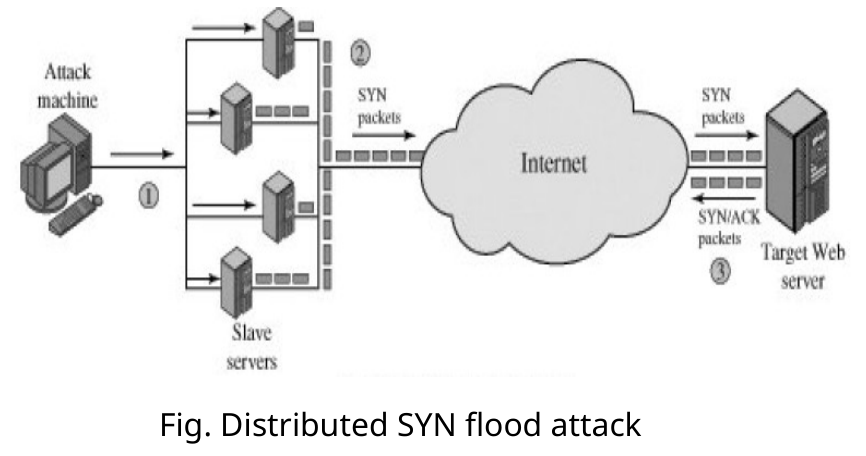 Attack
machine
1
2
SYN
packets
Internet
SYN
packets
SYN/ACK
packets
3
Target Web
server
Slave
servers
Fig. Distributed SYN flood attack